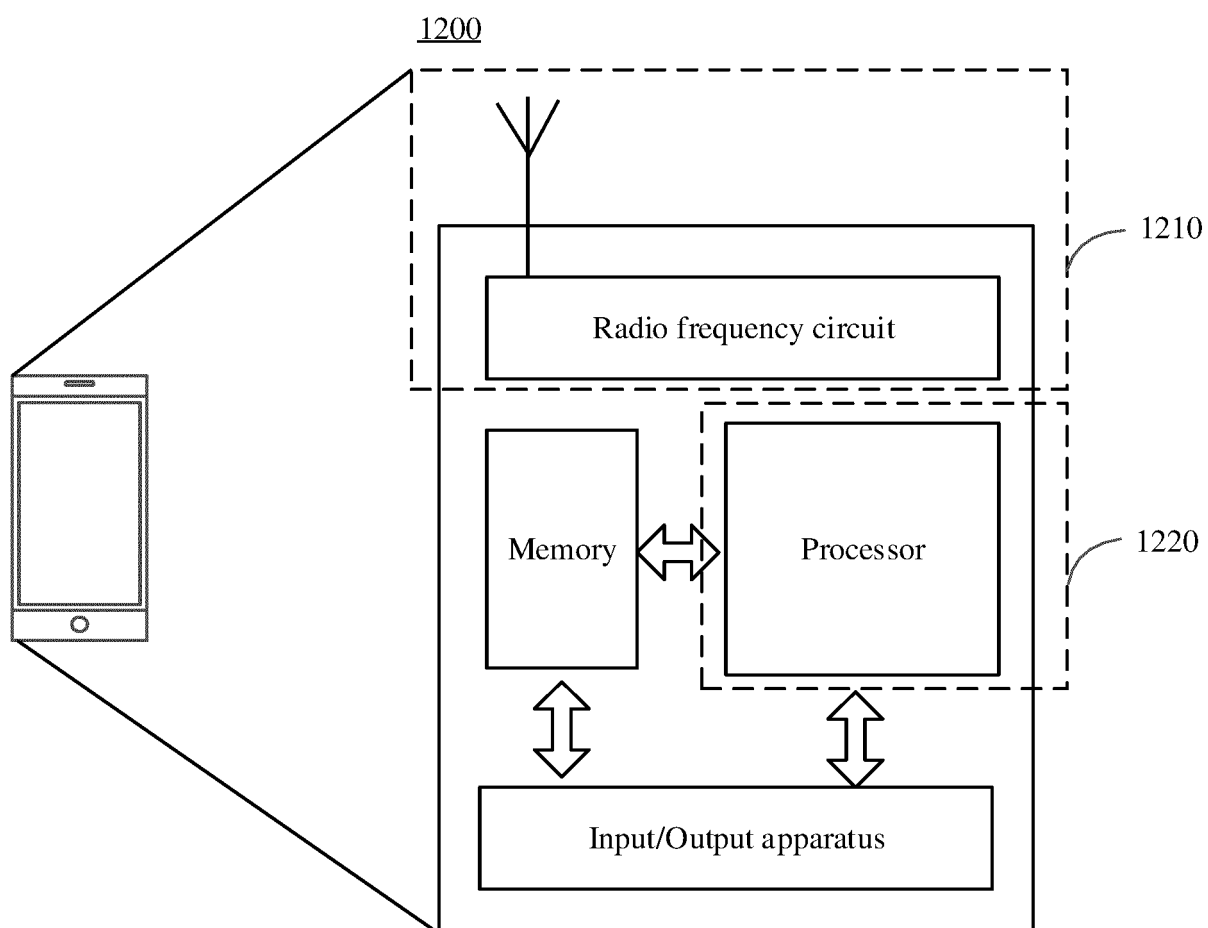 1200
1210
Radio frequency circuit
Memory
Processor
1220
Input/Output apparatus